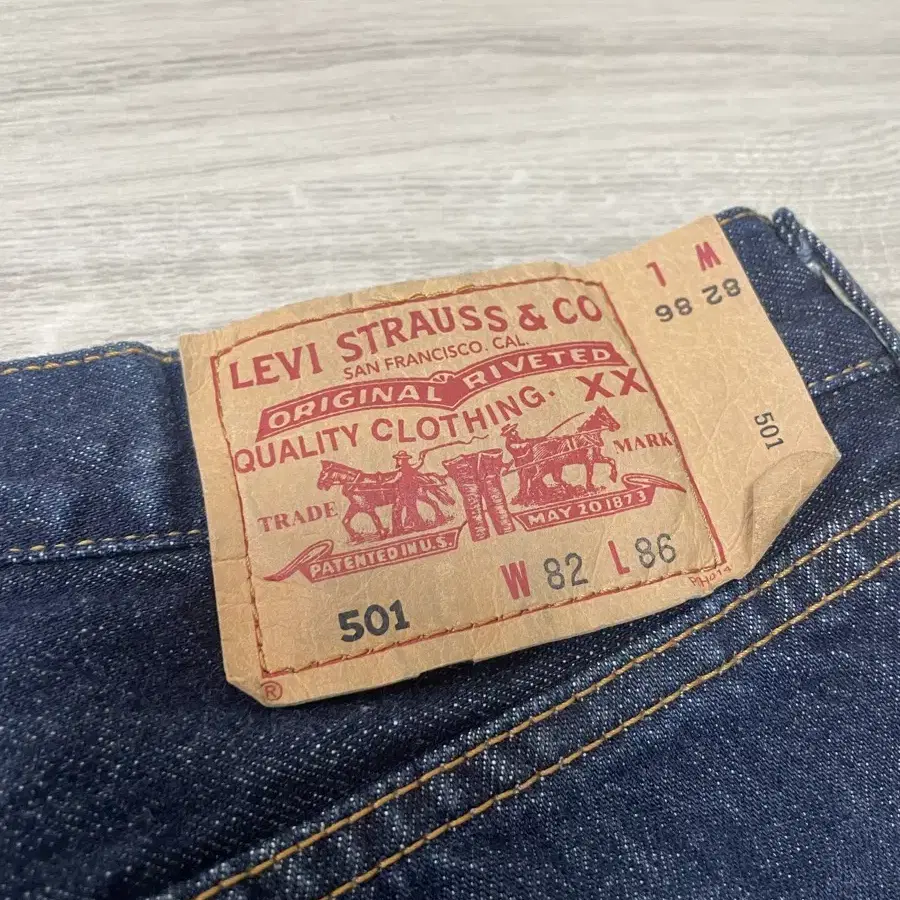 LEVI STRAUSS & CO
SAN FRANCISCO. CAL.
ORIGINAL RIVETED
QUALITY CLOTHING. XX
TRADE MARK
PATENTED IN U.S. MAY 20 1873
501 W 82 L 86
®
W L
82 86
501